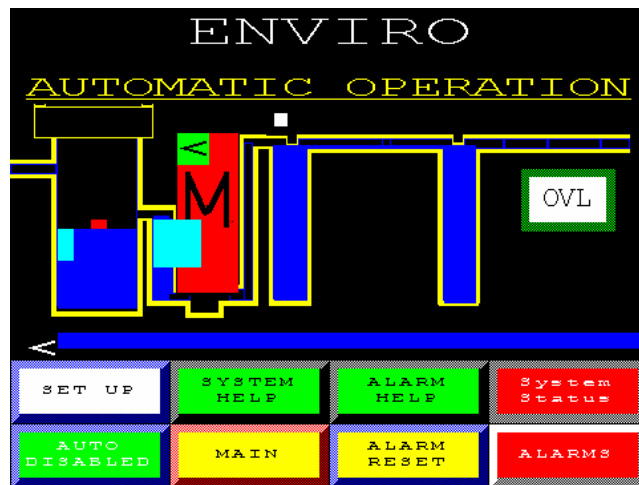 ENVIRO
AUTOMATIC OPERATION
<
M
OVL
<
SET UP
SYSTEM
HELP
ALARM
HELP
System
Status
AUTO
DISABLED
MAIN
ALARM
RESET
ALARMS